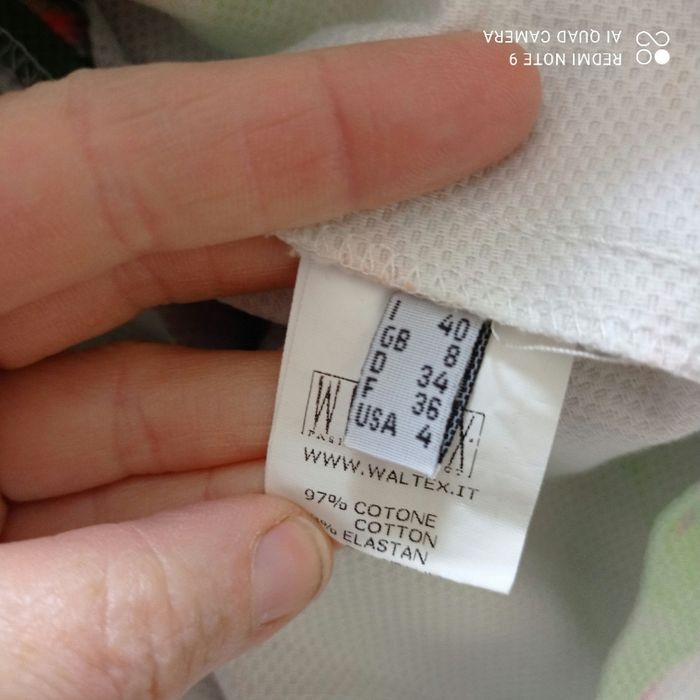 I 40
GB 8
D 34
F 36
USA 4
WWW.WALTEX.IT
97% COTONE
COTTON
% ELASTAN
REDMI NOTE 9
AI QUAD CAMERA